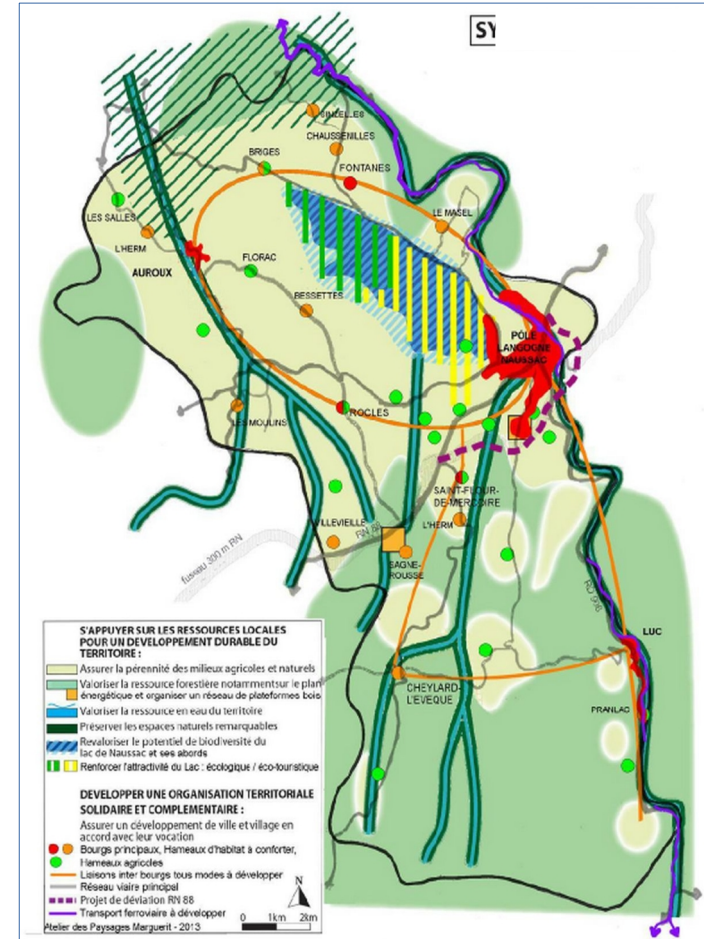 SY
GINZELLES
CHAUSSENILLES
BRIGES
FONTANES
LES SALLES
LE MASEL
L'HERM
FLORAC
AUROUX
BESSETTES
PÔLE
LANGOGNE
NAUSSAC
LES MOULINS
ROCLES
SAINT-FLOUR-
DE-MERCOIRE
VILLEVIEILLE
L'HERM
RN 88
fuseau 300 m RN
SAGNE-
ROUSSE
LUC
CHEYLARD-
L'EVEQUE
PRANLAC
S'APPUYER SUR LES RESSOURCES LOCALES
POUR UN DEVELOPPEMENT DURABLE DU
TERRITOIRE :
Assurer la pérennité des milieux agricoles et naturels
Valoriser la ressource forestière notammentsur le plan
énergétique et organiser un réseau de plateformes bois
Valoriser la ressource en eau du territoire
Préserver les espaces naturels remarquables
Revaloriser le potentiel de biodiversité du
lac de Naussac et ses abords
Renforcer l'attractivité du Lac : écologique / éco-touristique
DEVELOPPER UNE ORGANISATION TERRITORIALE
SOLIDAIRE ET COMPLEMENTAIRE :
Assurer un développement de ville et village en
accord avec leur vocation
Bourgs principaux, Hameaux d'habitat à conforter,
Hameaux agricoles
Liaisons inter bourgs tous modes à développer
Réseau viaire principal
Projet de déviation RN 88
Transport ferroviaire à développer
N
0 1km 2km
Atelier des Paysages Marguerit - 2013